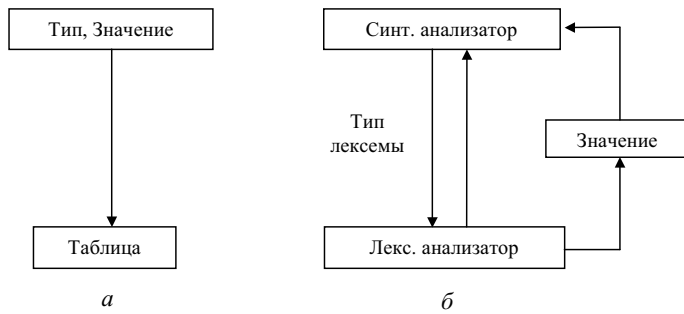 Тип, Значение
Синт. анализатор
Тип
лексемы
Значение
Таблица
Лекс. анализатор
а
б